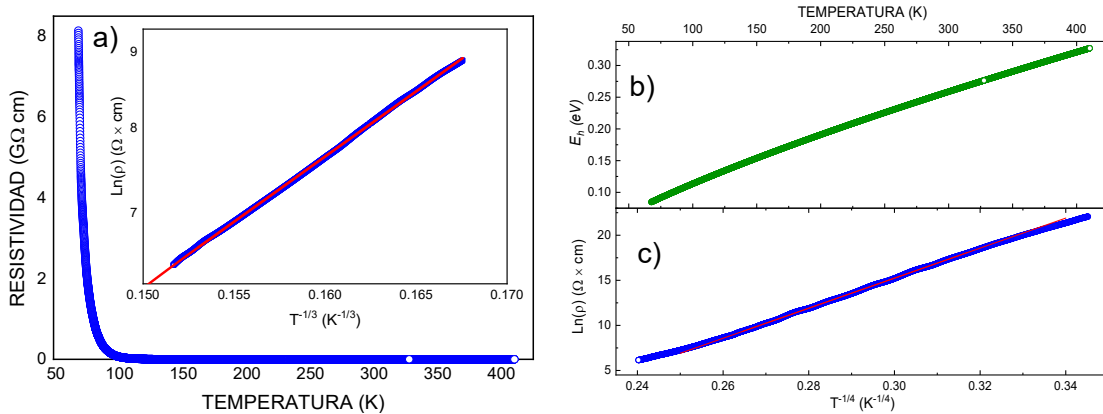 a)
RESISTIVIDAD (GΩ cm)
8
6
4
2
0
50 100 150 200 250 300 350 400
TEMPERATURA (K)
Ln(ρ) (Ω × cm)
9
8
7
0.150 0.155 0.160 0.165 0.170
T-1/3 (K-1/3)
TEMPERATURA (K)
50 100 150 200 250 300 350 400
b)
Eh (eV)
0.30
0.25
0.20
0.15
0.10
c)
Ln(ρ) (Ω × cm)
20
15
10
5
0.24 0.26 0.28 0.30 0.32 0.34
T-1/4 (K-1/4)